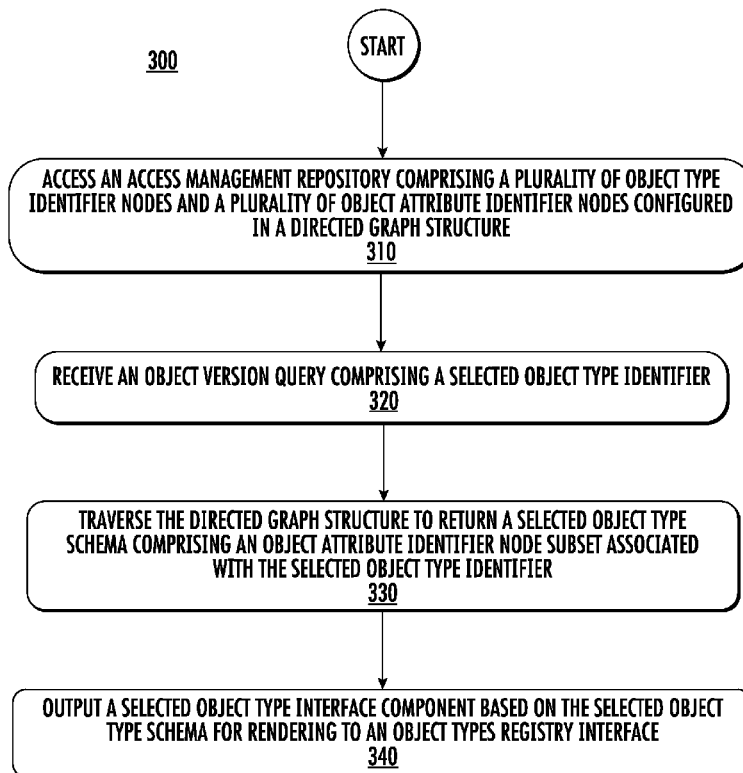 START
300
ACCESS AN ACCESS MANAGEMENT REPOSITORY COMPRISING A PLURALITY OF OBJECT TYPE
IDENTIFIER NODES AND A PLURALITY OF OBJECT ATTRIBUTE IDENTIFIER NODES CONFIGURED
IN A DIRECTED GRAPH STRUCTURE
310
RECEIVE AN OBJECT VERSION QUERY COMPRISING A SELECTED OBJECT TYPE IDENTIFIER
320
TRAVERSE THE DIRECTED GRAPH STRUCTURE TO RETURN A SELECTED OBJECT TYPE
SCHEMA COMPRISING AN OBJECT ATTRIBUTE IDENTIFIER NODE SUBSET ASSOCIATED
WITH THE SELECTED OBJECT TYPE IDENTIFIER
330
OUTPUT A SELECTED OBJECT TYPE INTERFACE COMPONENT BASED ON THE SELECTED OBJECT
TYPE SCHEMA FOR RENDERING TO AN OBJECT TYPES REGISTRY INTERFACE
340